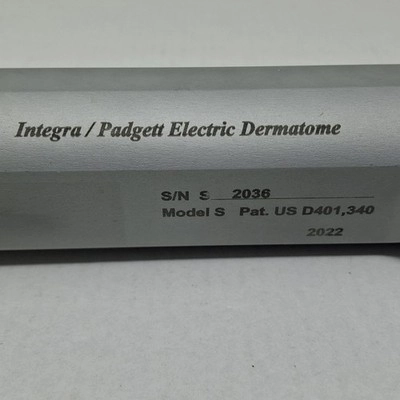 Integra / Padgett Electric Dermatome
S/N S 2036
Model S Pat. US D401,340
2022